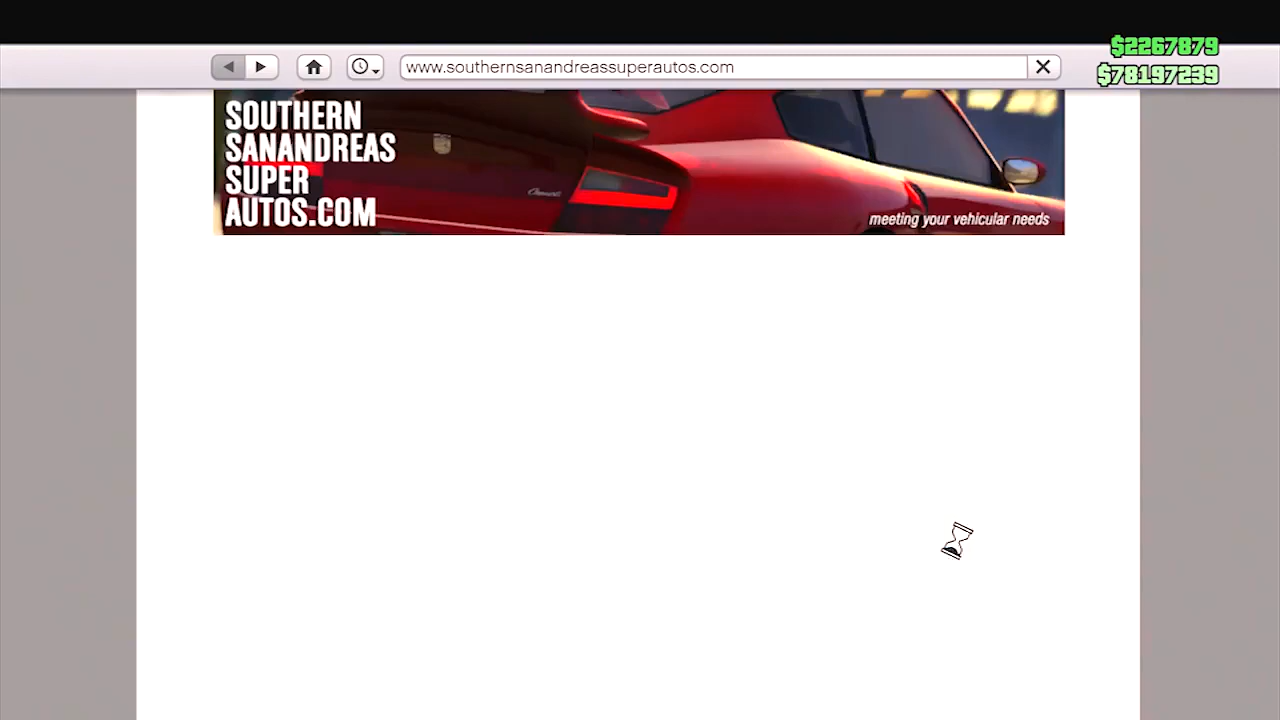 $2267879
www.southernsanandreassuperautos.com
$78197239
SOUTHERN
SANANDREAS
SUPER
AUTOS.COM
meeting your vehicular needs